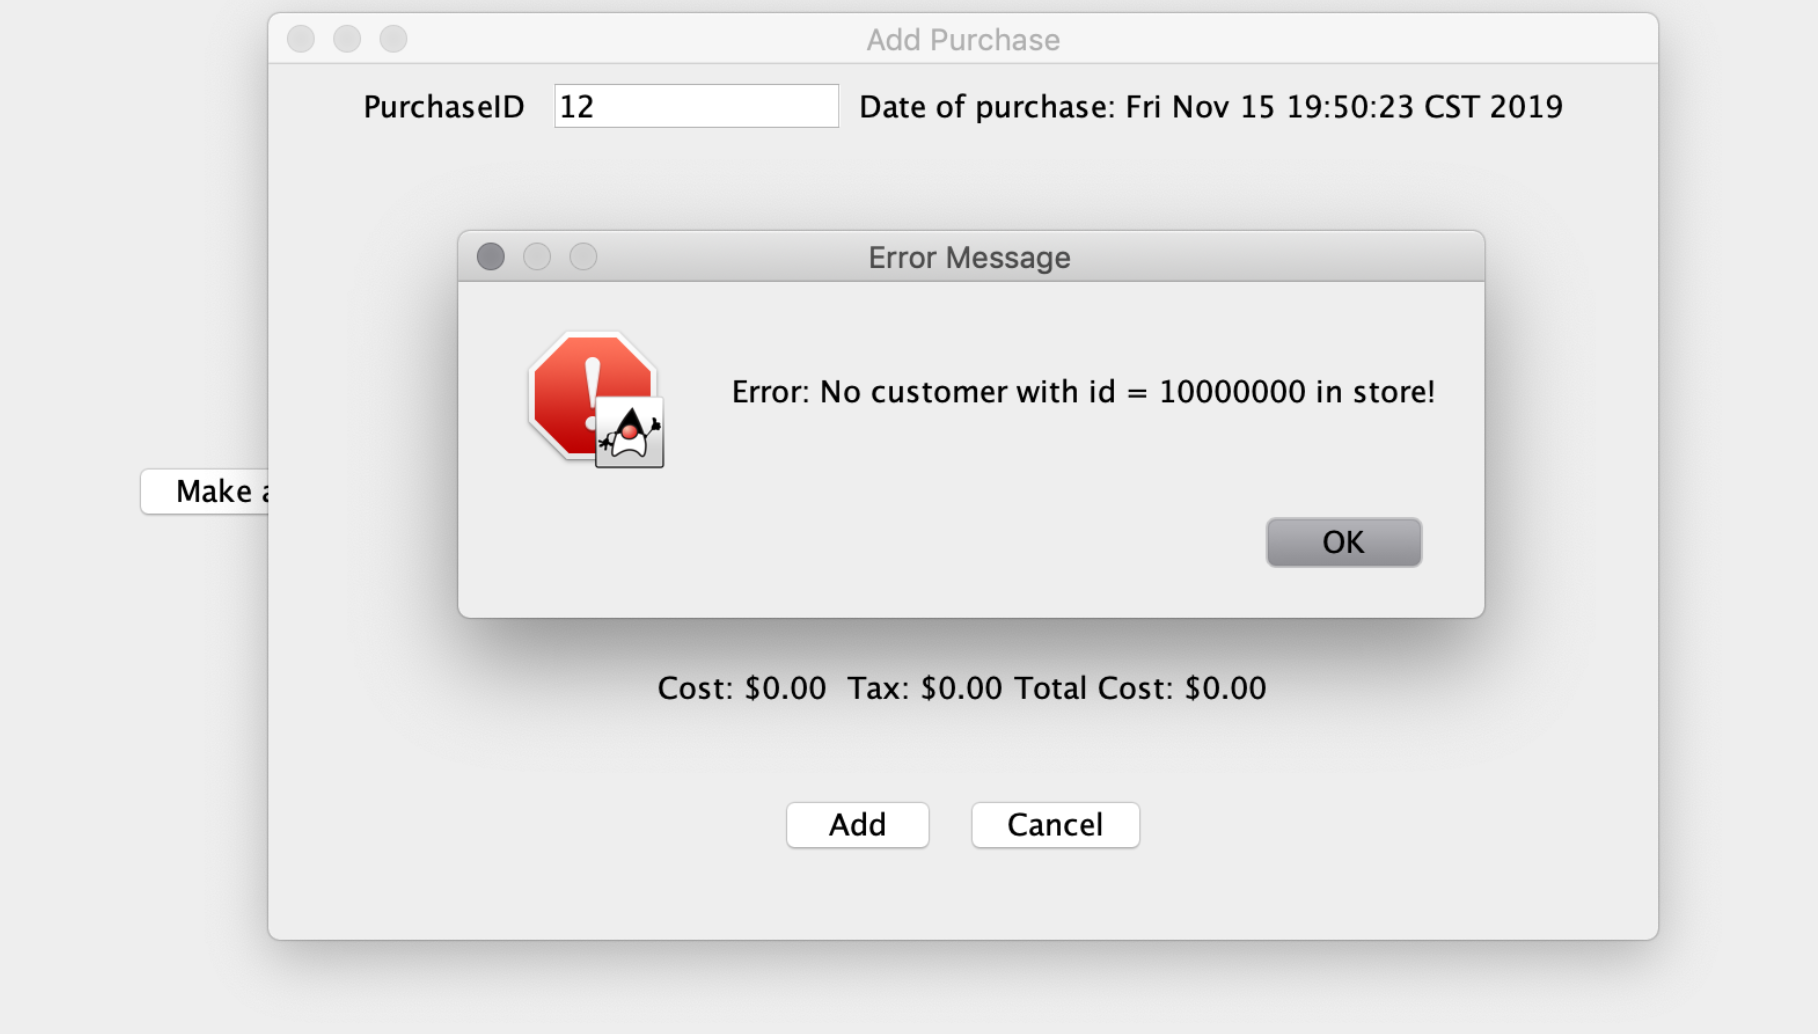 Add Purchase
PurchaseID 12 Date of purchase: Fri Nov 15 19:50:23 CST 2019
Error Message
Error: No customer with id = 10000000 in store!
Make a
OK
Cost: $0.00 Tax: $0.00 Total Cost: $0.00
Add Cancel